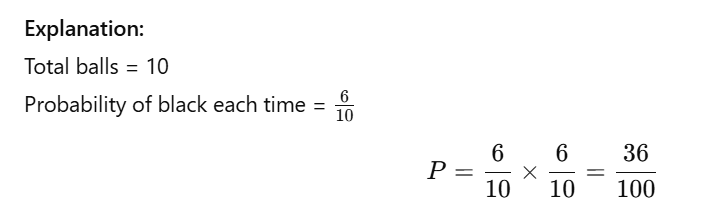 Explanation:
Total balls = 10
Probability of black each time = 6/10
P = 6/10 × 6/10 = 36/100